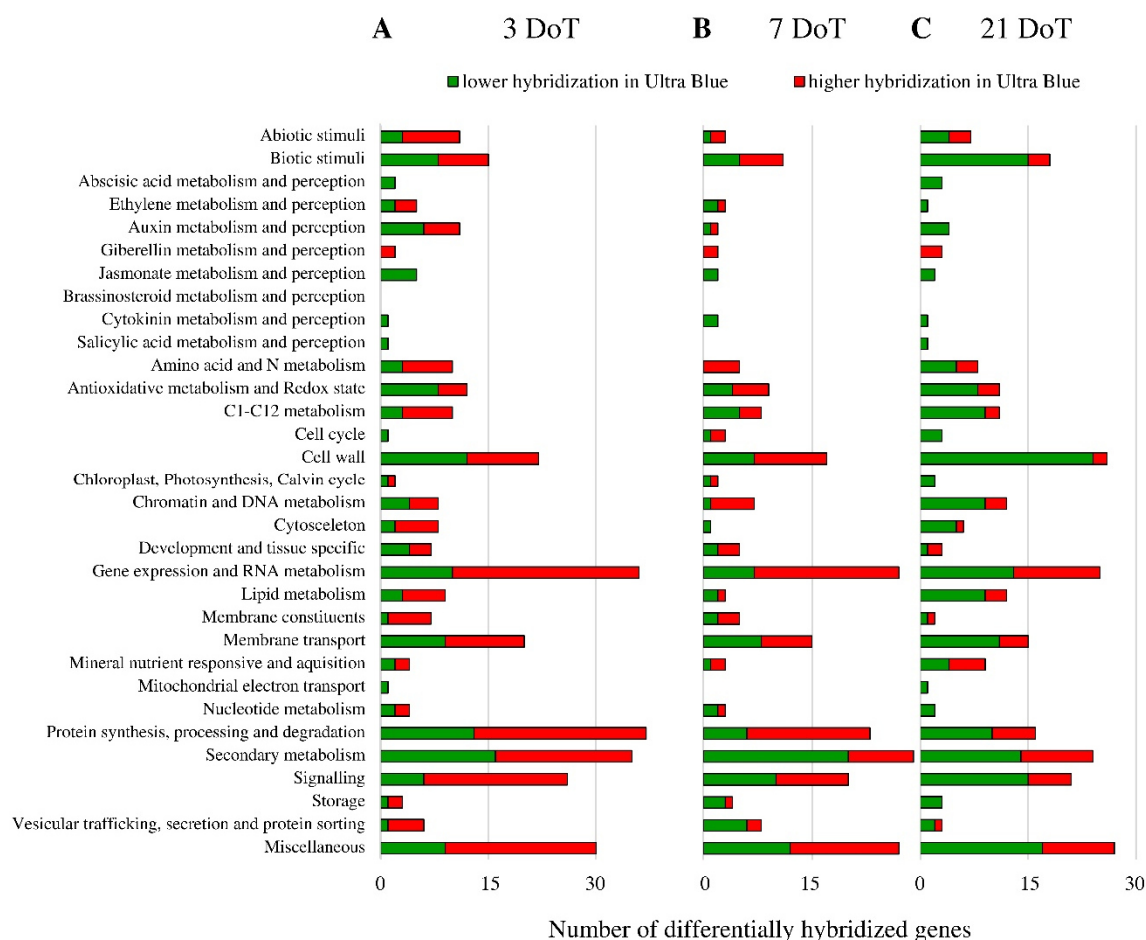 A 3 DoT B 7 DoT C 21 DoT
lower hybridization in Ultra Blue higher hybridization in Ultra Blue
Abiotic stimuli
Biotic stimuli
Abscisic acid metabolism and perception
Ethylene metabolism and perception
Auxin metabolism and perception
Giberellin metabolism and perception
Jasmonate metabolism and perception
Brassinosteroid metabolism and perception
Cytokinin metabolism and perception
Salicylic acid metabolism and perception
Amino acid and N metabolism
Antioxidative metabolism and Redox state
C1-C12 metabolism
Cell cycle
Cell wall
Chloroplast, Photosynthesis, Calvin cycle
Chromatin and DNA metabolism
Cytosceleton
Development and tissue specific
Gene expression and RNA metabolism
Lipid metabolism
Membrane constituents
Membrane transport
Mineral nutrient responsive and aquisition
Mitochondrial electron transport
Nucleotide metabolism
Protein synthesis, processing and degradation
Secondary metabolism
Signalling
Storage
Vesicular trafficking, secretion and protein sorting
Miscellaneous
0 15 30 0 15 0 15 30
Number of differentially hybridized genes